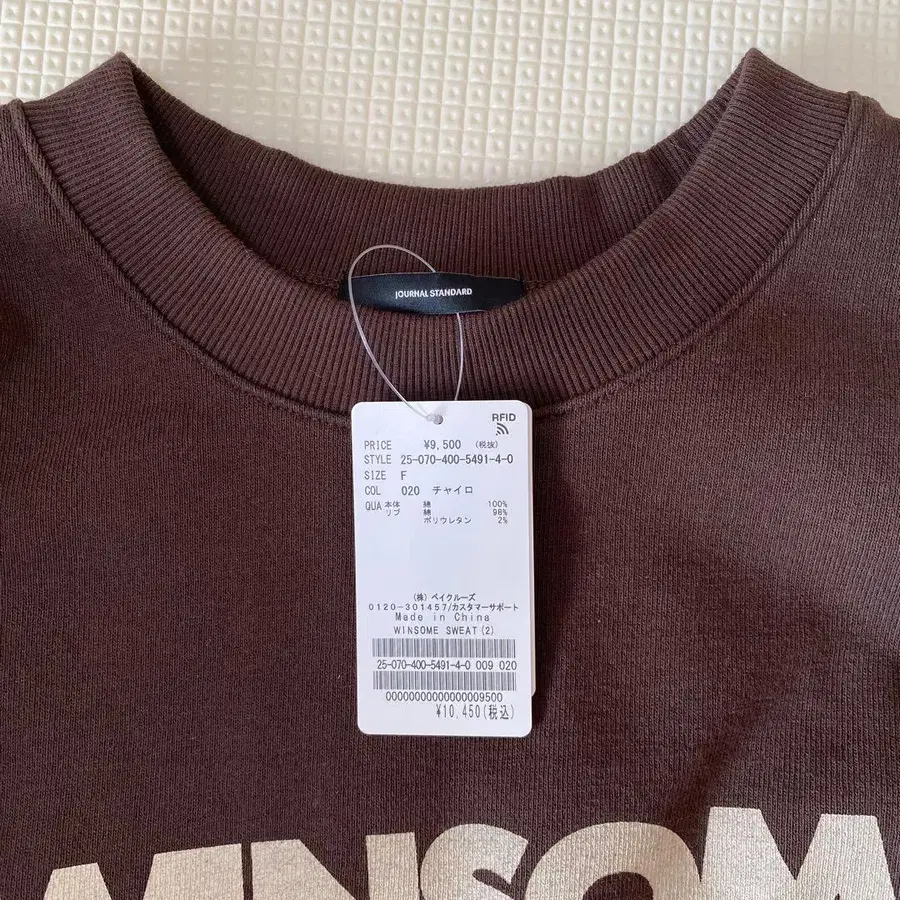 JOURNAL STANDARD
RFID
PRICE ¥9,500 (税抜)
STYLE 25-070-400-5491-4-0
SIZE F
COL 020 チャイロ
QUA 本体 綿 100%
リブ 綿 98%
ポリウレタン 2%
(株) ベイクルーズ
0120-301457/カスタマーサポート
Made in China
WINSOME SWEAT(2)
25-070-400-5491-4-0 009 020
0000000000000009500
¥10,450(税込)
WINSOM